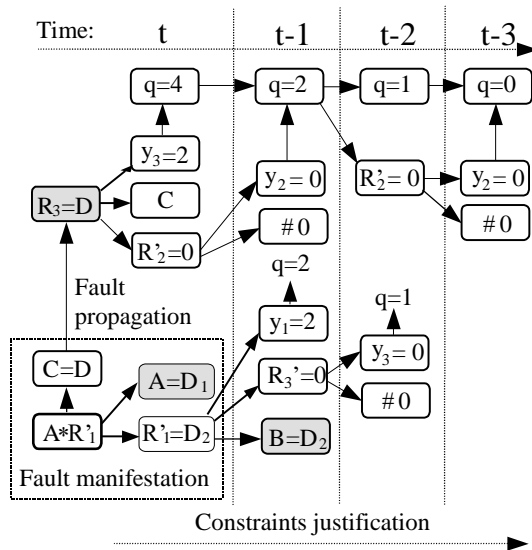 Time: t t-1 t-2 t-3
q=4 q=2 q=1 q=0
y3=2
R3=D C y2=0 R'2=0 y2=0
R'2=0 #0 #0
q=2
Fault propagation
q=1
y1=2
C=D A=D1 R3'=0 y3=0
#0
A*R'1 R'1=D2 B=D2
Fault manifestation
Constraints justification